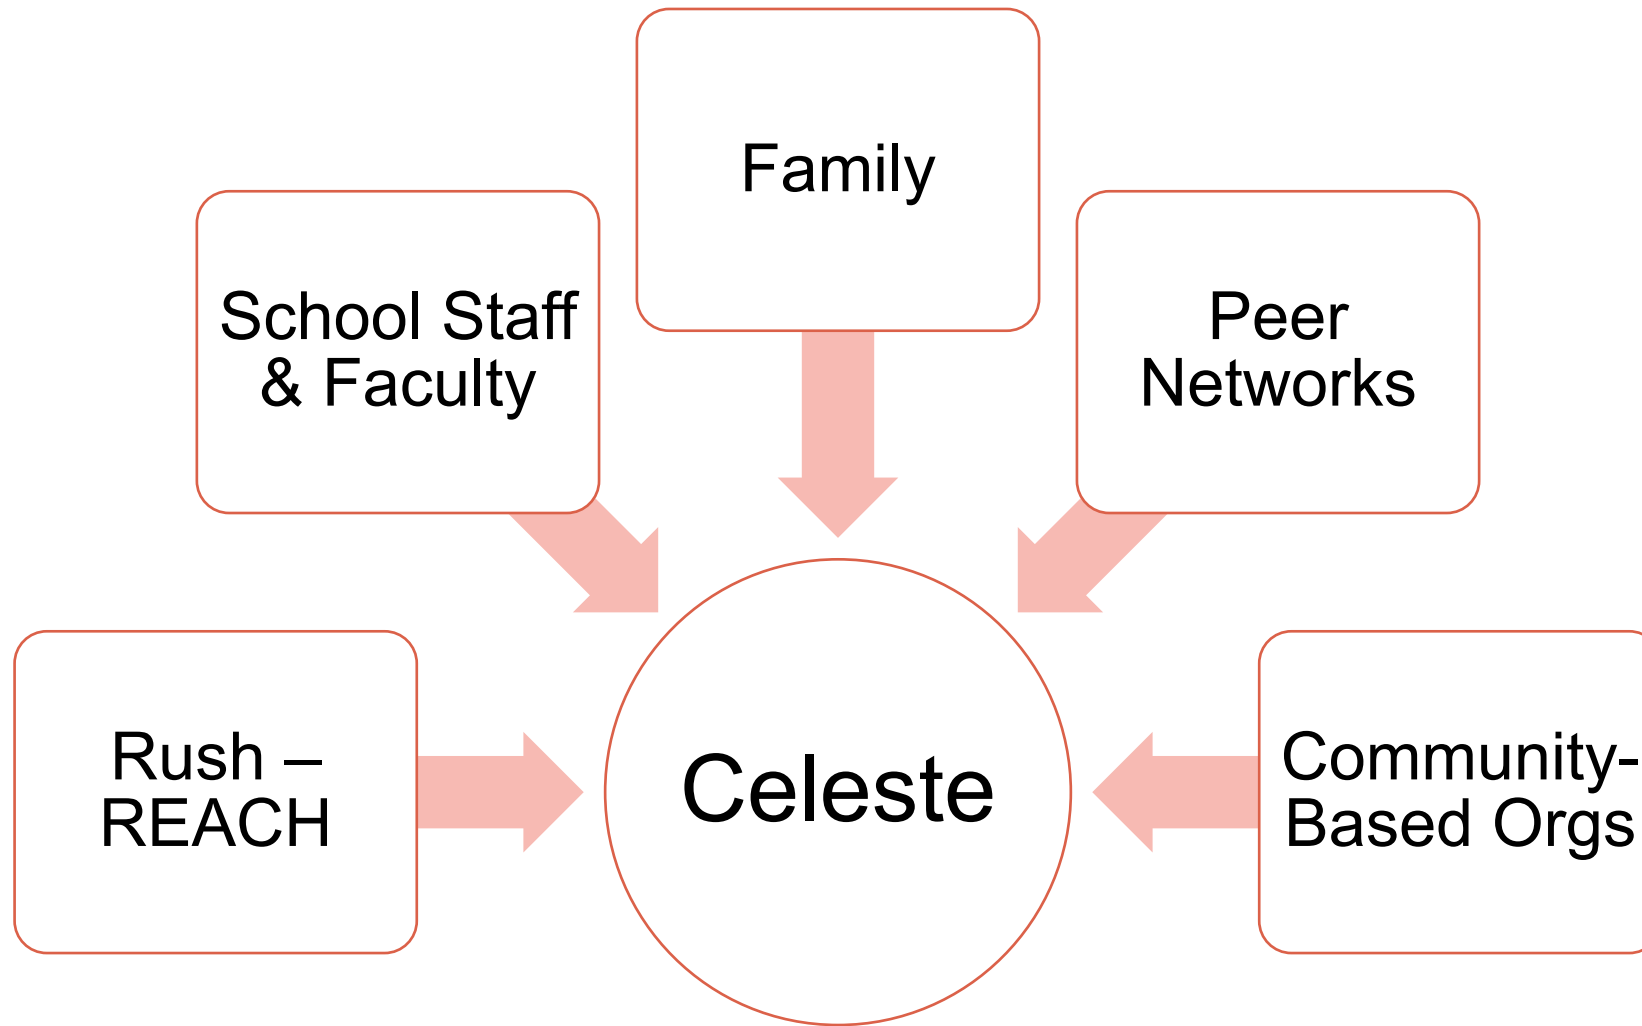 Family
School Staff
& Faculty
Peer
Networks
Rush –
REACH
Celeste
Community-
Based Orgs